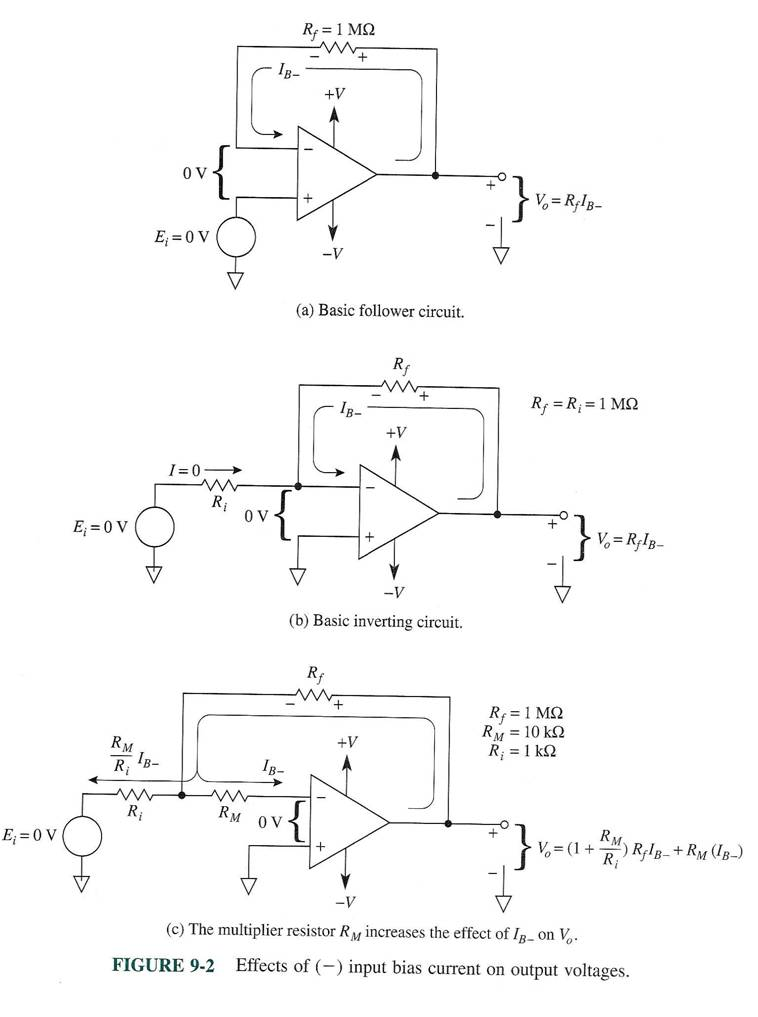 R_f = 1 MΩ
− +
I_B−
+V
−
0 V {
+
E_i = 0 V
−V
+
−
} V_o = R_f I_B−
(a) Basic follower circuit.
R_f
− +
R_f = R_i = 1 MΩ
I_B−
+V
I = 0
R_i
−
0 V {
E_i = 0 V
+
−V
+
−
} V_o = R_f I_B−
(b) Basic inverting circuit.
R_f
− +
R_f = 1 MΩ
R_M = 10 kΩ
R_i = 1 kΩ
R_M/R_i I_B−
I_B−
+V
R_i
R_M
−
0 V {
E_i = 0 V
+
−V
+
−
} V_o = (1 + R_M/R_i) R_f I_B− + R_M (I_B−)
(c) The multiplier resistor R_M increases the effect of I_B− on V_o.
FIGURE 9-2 Effects of (−) input bias current on output voltages.